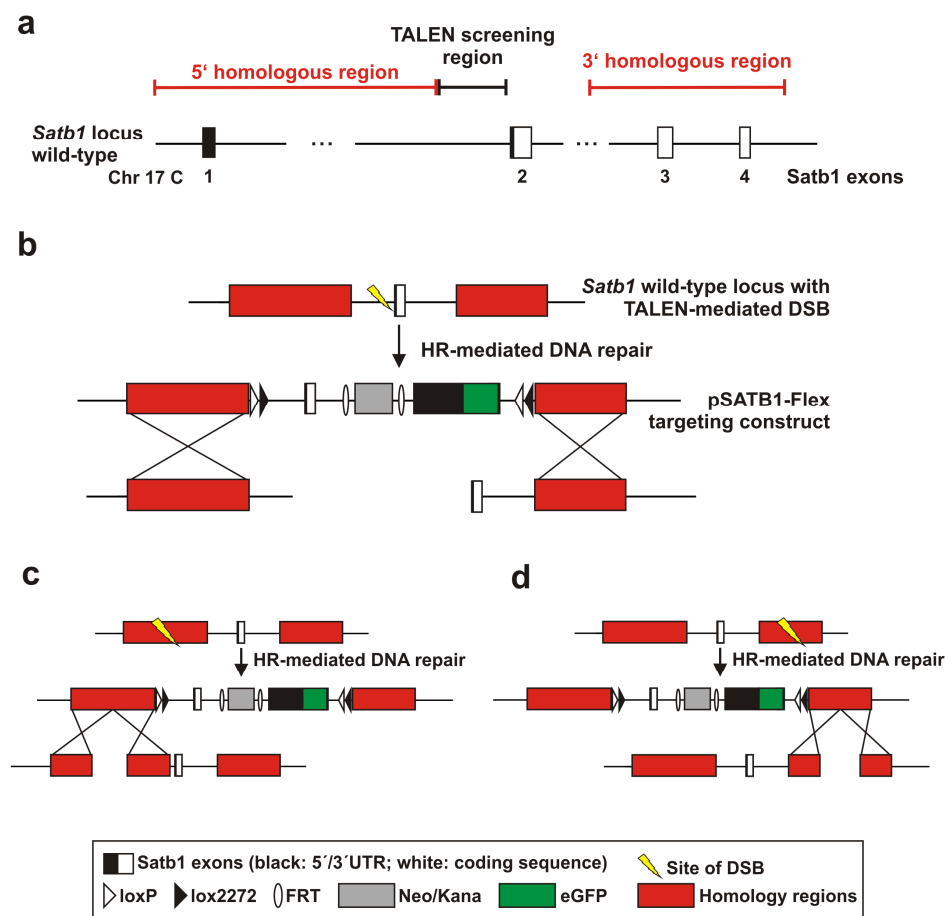 a
TALEN screening
region
5‘ homologous region
3‘ homologous region
Satb1 locus
wild-type
...
...
Chr 17 C
1
2
3
4
Satb1 exons
b
Satb1 wild-type locus with
TALEN-mediated DSB
HR-mediated DNA repair
pSATB1-Flex
targeting construct
c
d
HR-mediated DNA repair
HR-mediated DNA repair
Satb1 exons (black: 5´/3´UTR; white: coding sequence)
Site of DSB
loxP
lox2272
FRT
Neo/Kana
eGFP
Homology regions